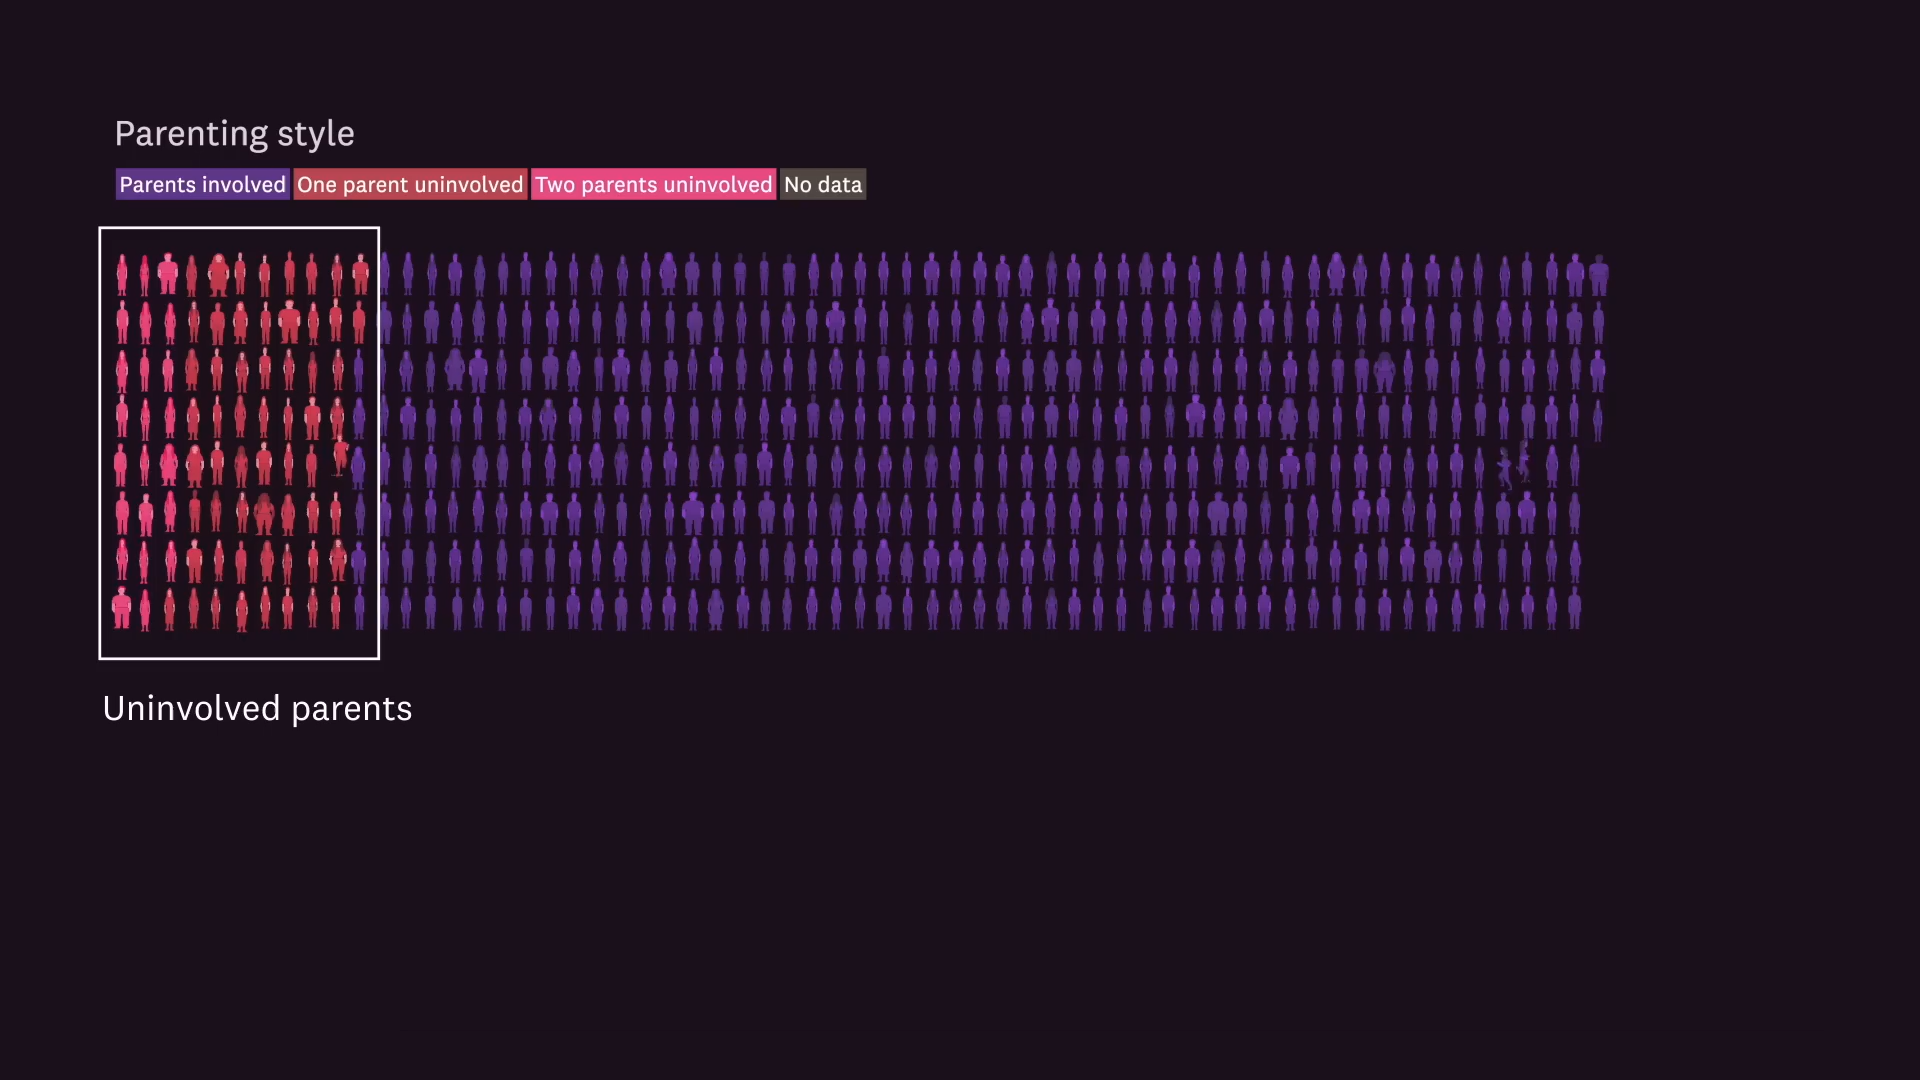 Parenting style
Parents involved One parent uninvolved Two parents uninvolved No data
Uninvolved parents